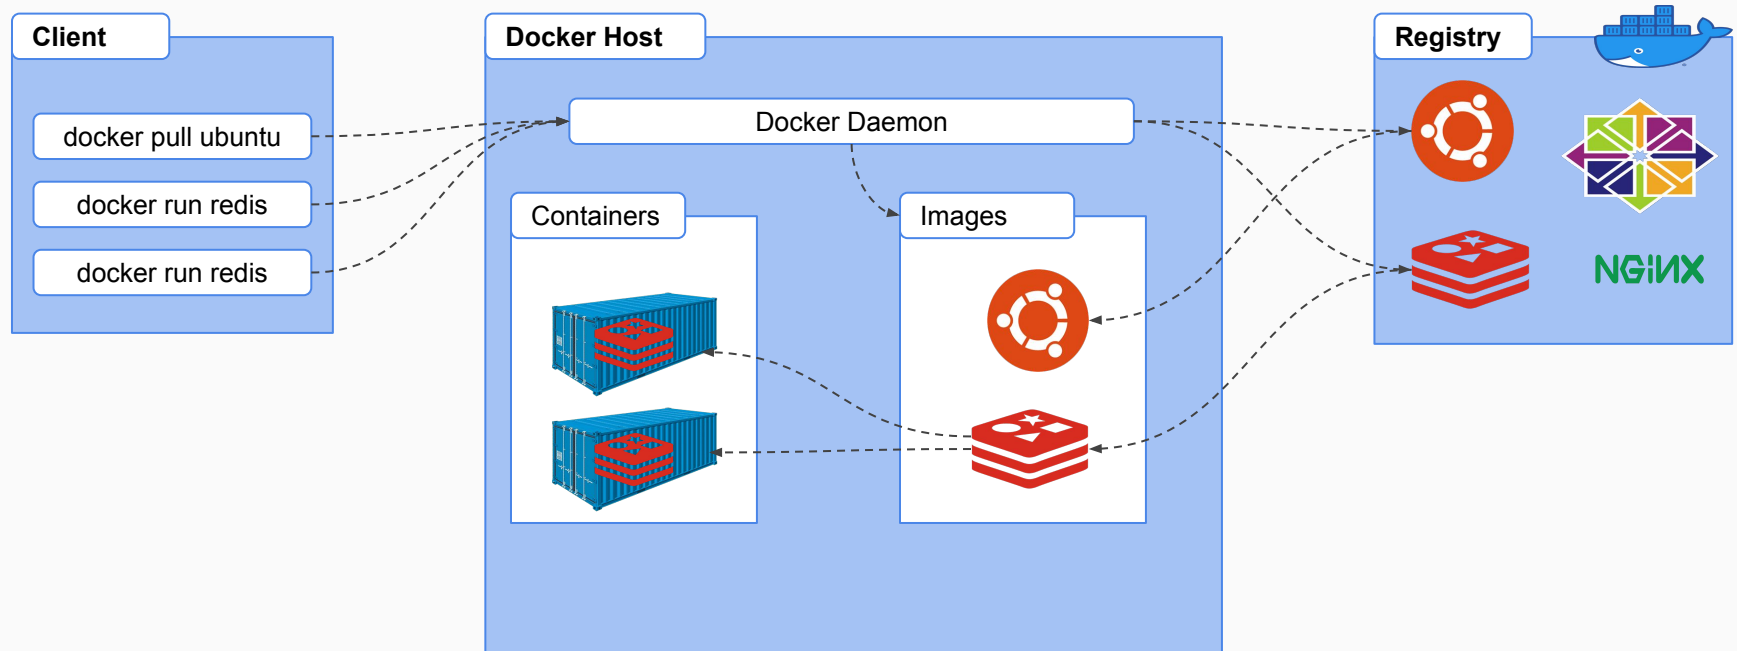 Client
docker pull ubuntu
docker run redis
docker run redis
Docker Host
Docker Daemon
Containers
Images
Registry
NGiNX